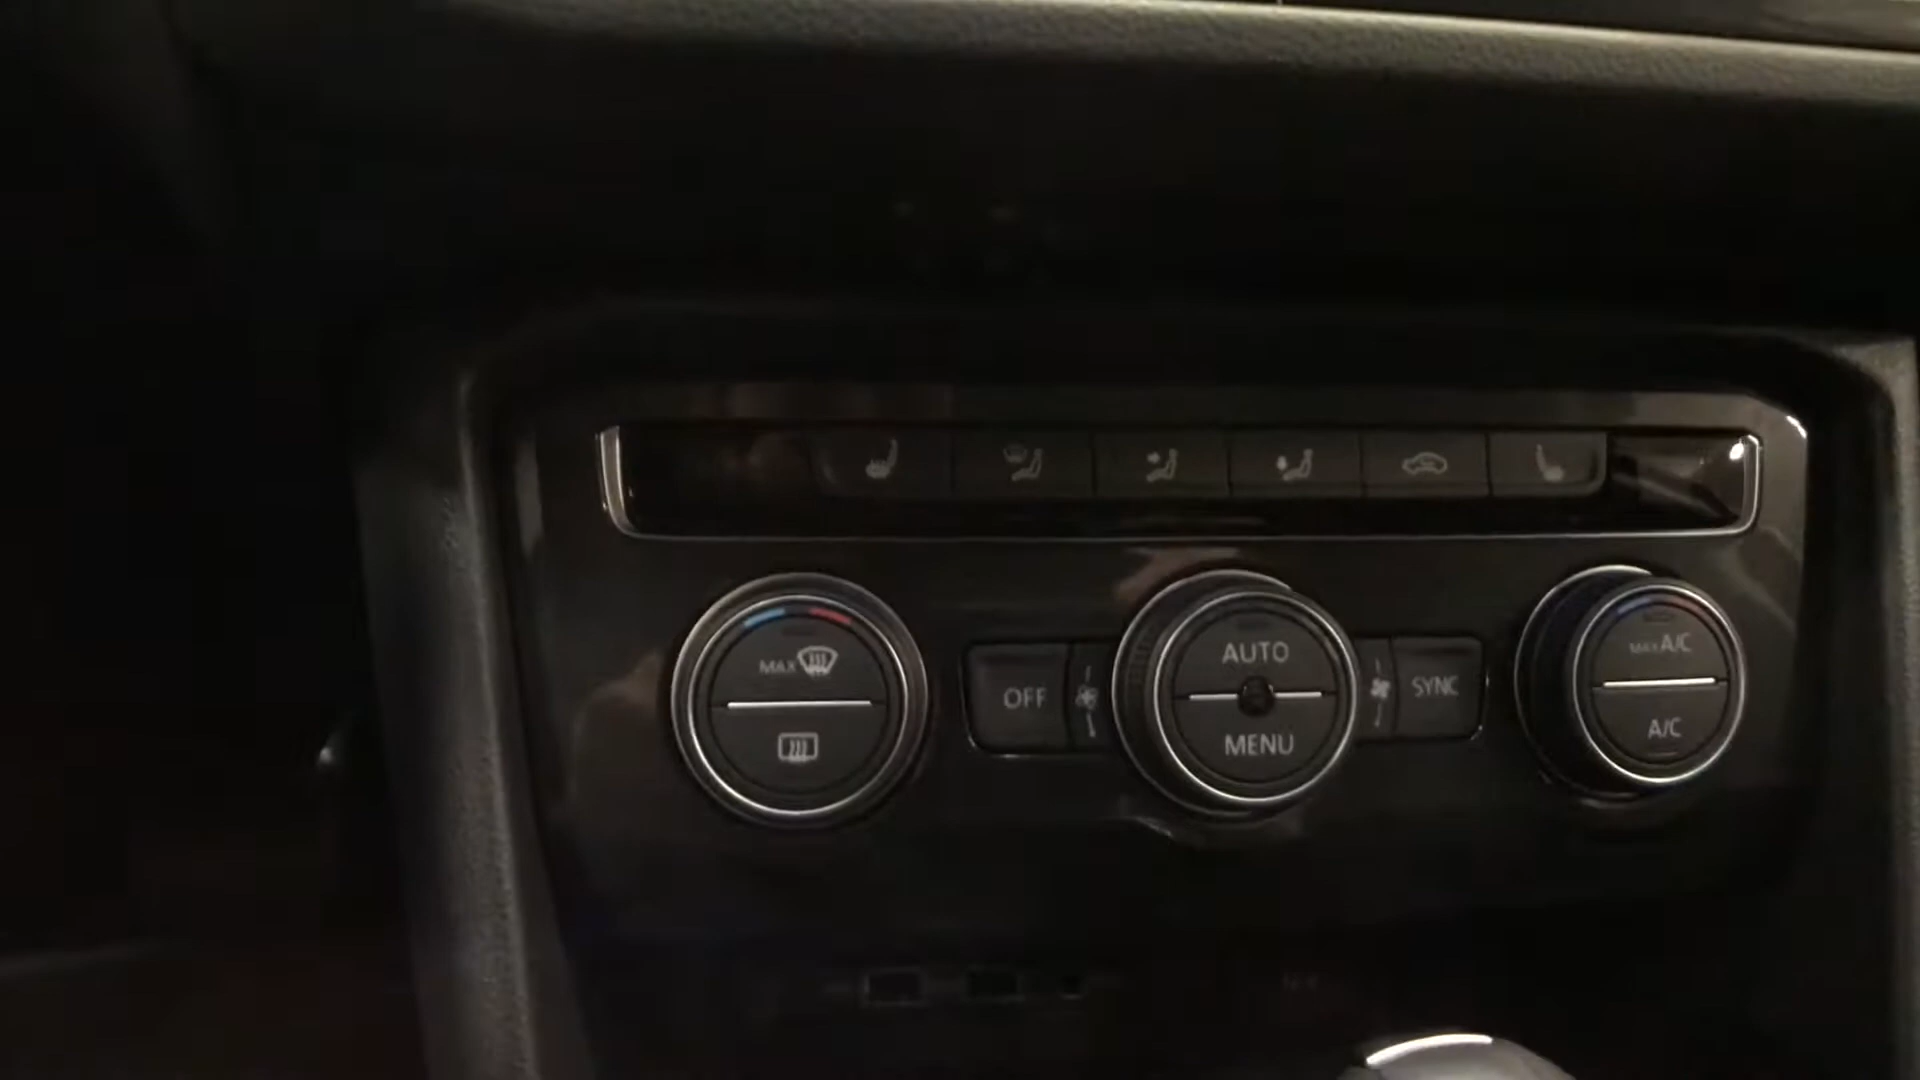 MAX
OFF
AUTO
MENU
SYNC
MAX A/C
A/C